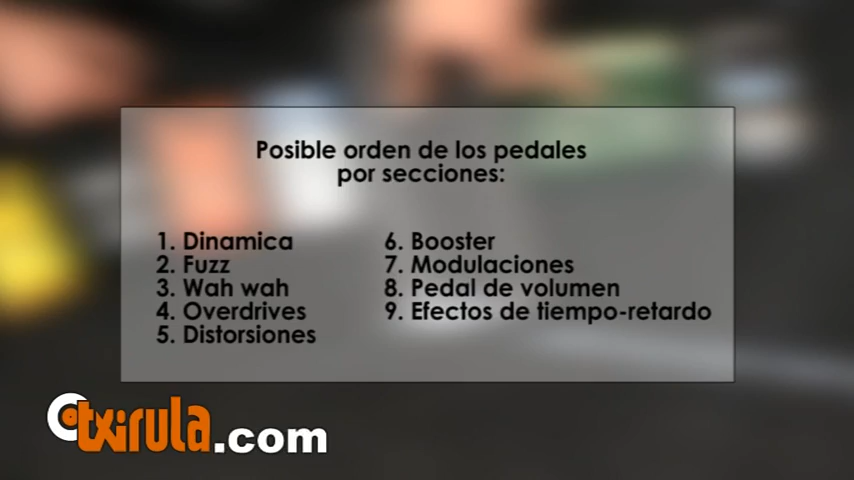 Posible orden de los pedales
por secciones:
1. Dinamica
2. Fuzz
3. Wah wah
4. Overdrives
5. Distorsiones
6. Booster
7. Modulaciones
8. Pedal de volumen
9. Efectos de tiempo-retardo
txirula.com